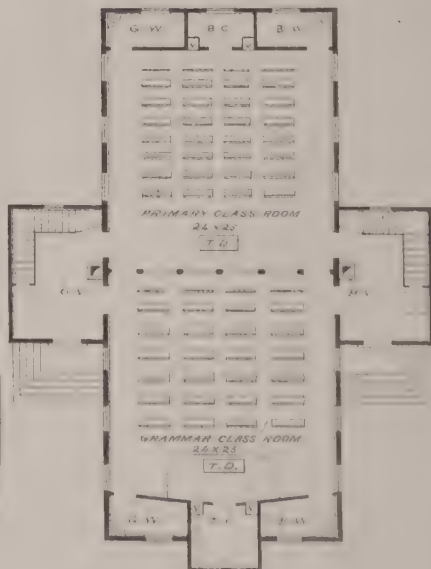 G W B C B W
V V
PRIMARY CLASS ROOM
24 X 25
T. D.
GRAMMAR CLASS ROOM
24 X 25
T. D.
G W
V V